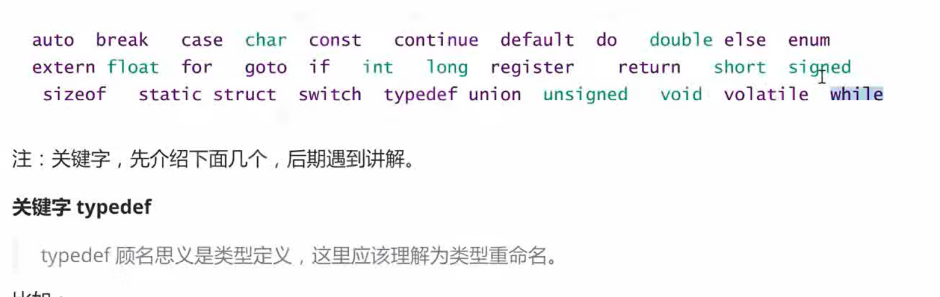 auto break case char const continue default do double else enum
extern float for goto if int long register return short signed
sizeof static struct switch typedef union unsigned void volatile while
注：关键字，先介绍下面几个，后期遇到讲解。
关键字 typedef
typedef 顾名思义是类型定义，这里应该理解为类型重命名。
比如：